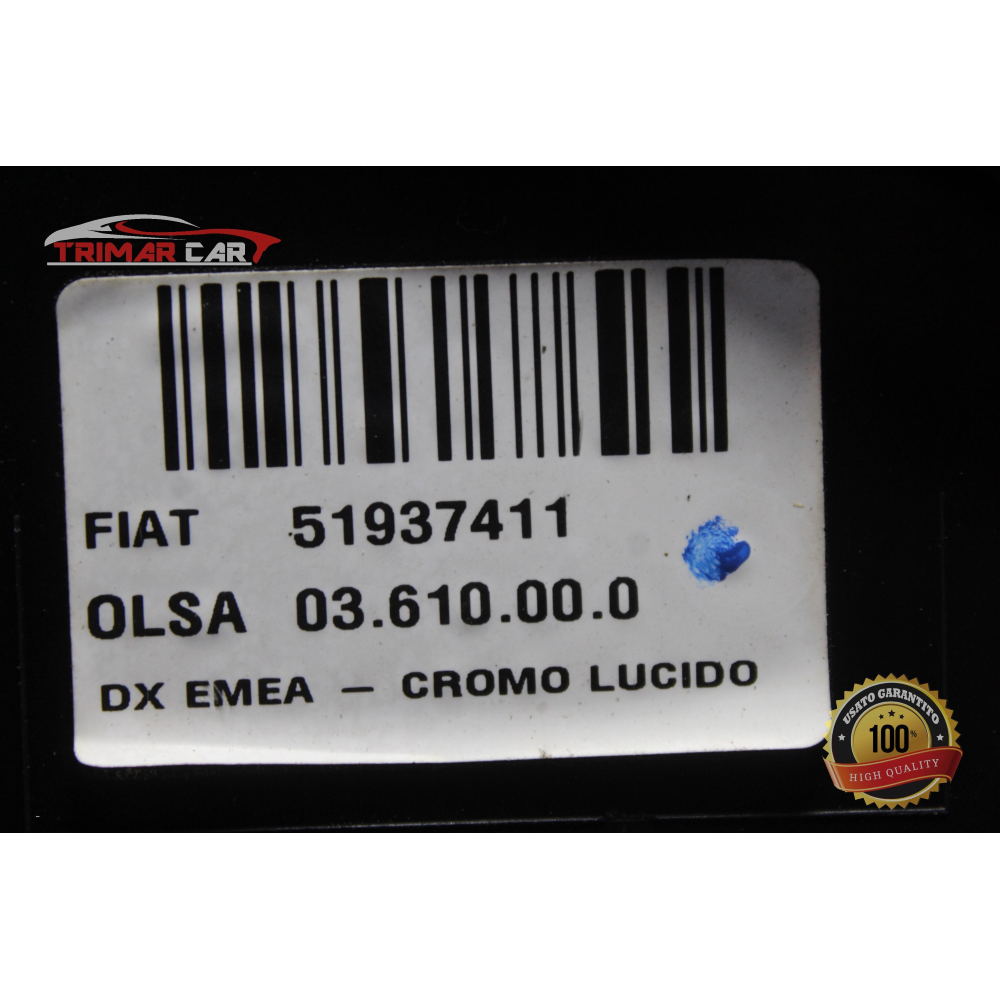 TRIMAR CAR
FIAT 51937411
OLSA 03.610.00.0
DX EMEA – CROMO LUCIDO
USATO GARANTITO
100%
HIGH QUALITY